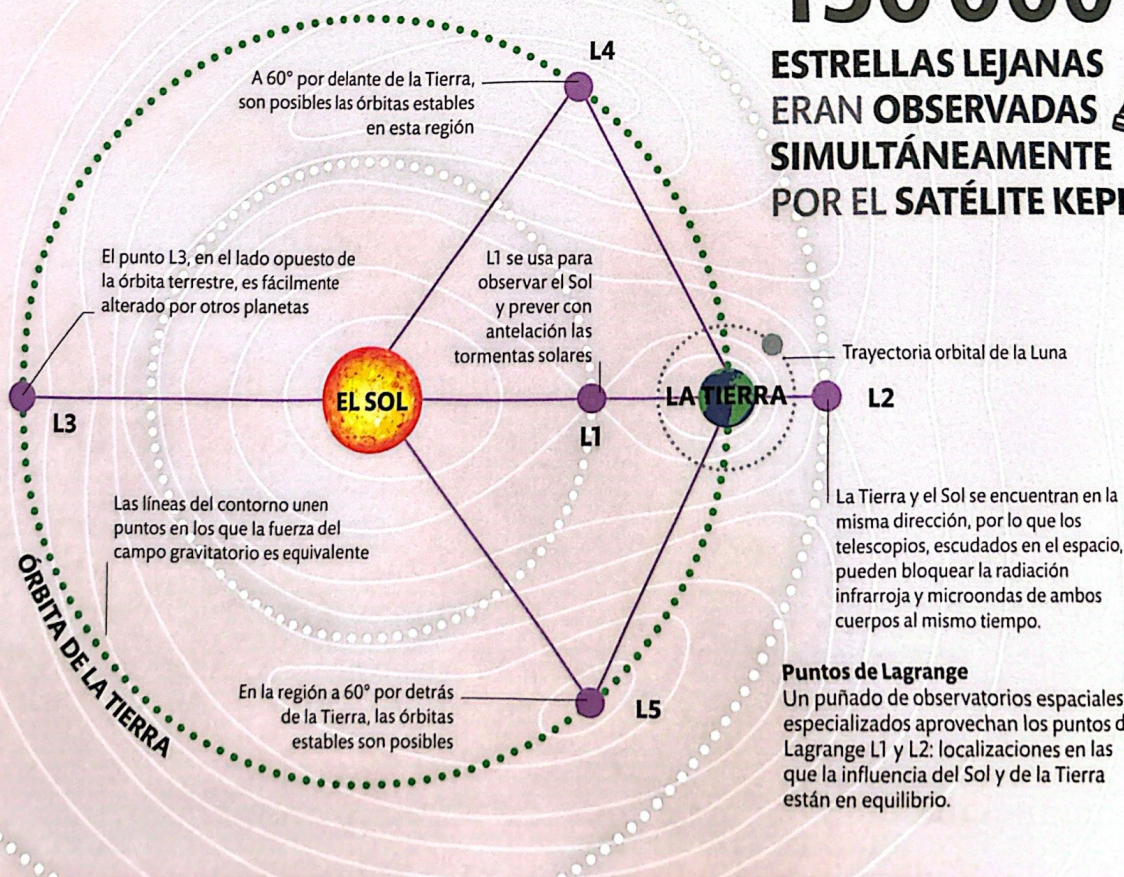 150 000
ESTRELLAS LEJANAS
ERAN OBSERVADAS
SIMULTÁNEAMENTE
POR EL SATÉLITE
L4
A 60° por delante de la Tierra,
son posibles las órbitas estables
en esta región
El punto L3, en el lado opuesto de
la órbita terrestre, es fácilmente
alterado por otros planetas
L1 se usa para
observar el Sol
y prever con
antelación las
tormentas solares
Trayectoria orbital de la Luna
EL SOL
LA TIERRA
L2
L3
L1
Las líneas del contorno unen
puntos en los que la fuerza del
campo gravitatorio es equivalente
La Tierra y el Sol se encuentran en la
misma dirección, por lo que los
telescopios, escudados en el espacio,
pueden bloquear la radiación
infrarroja y microondas de ambos
cuerpos al mismo tiempo.
ÓRBITA DE LA TIERRA
En la región a 60° por detrás
de la Tierra, las órbitas
estables son posibles
L5
Puntos de Lagrange
Un puñado de observatorios espaciales
especializados aprovechan los puntos d
Lagrange L1 y L2: localizaciones en las
que la influencia del Sol y de la Tierra
están en equilibrio.